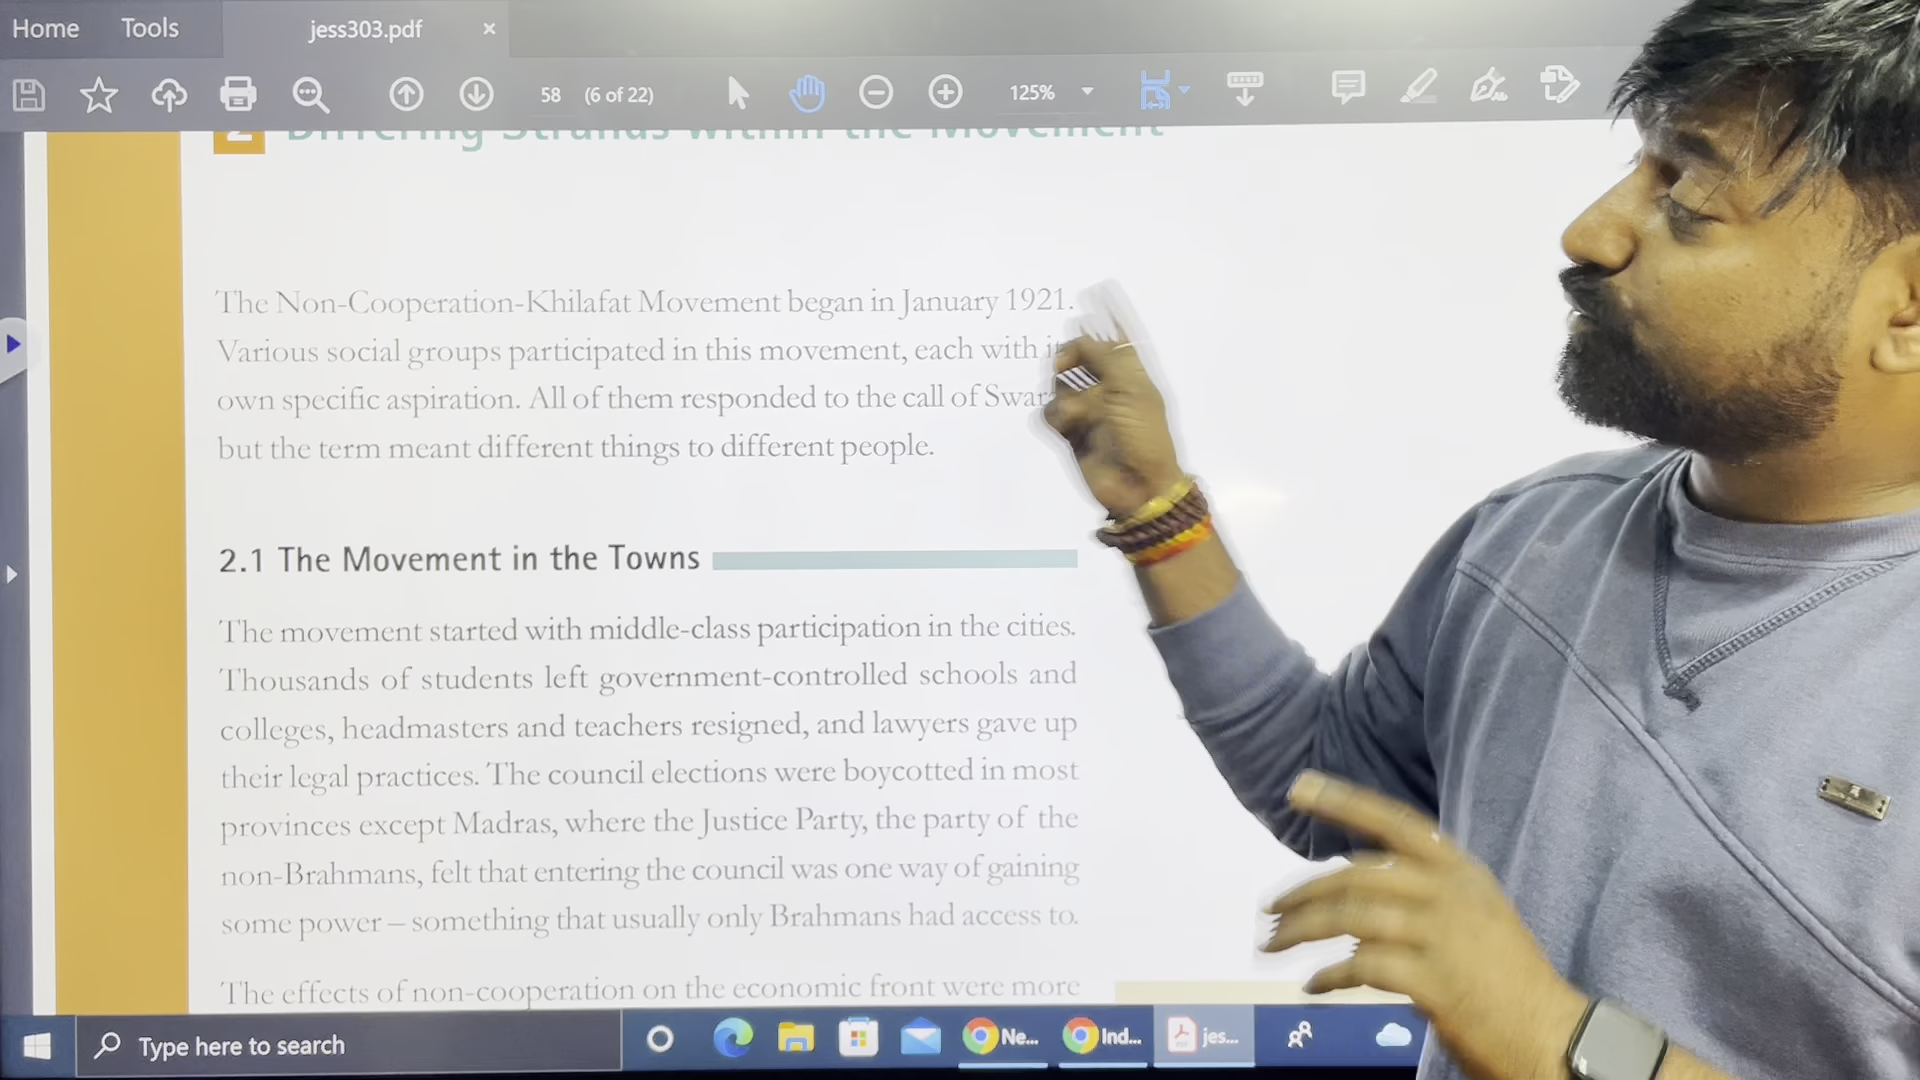 Home Tools jess303.pdf
58 (6 of 22) 125%
2 Differing Strands within the Movement
The Non-Cooperation-Khilafat Movement began in January 1921.
Various social groups participated in this movement, each with
own specific aspiration. All of them responded to the call of
but the term meant different things to different people.
2.1 The Movement in the Towns
The movement started with middle-class participation in the cities.
Thousands of students left government-controlled schools and
colleges, headmasters and teachers resigned, and lawyers gave up
their legal practices. The council elections were boycotted in most
provinces except Madras, where the Justice Party, the party of the
non-Brahmans, felt that entering the council was one way of gaining
some power – something that usually only Brahmans had access to.
The effects of non-cooperation on the economic front were more
Type here to search Ne... Ind... jes...